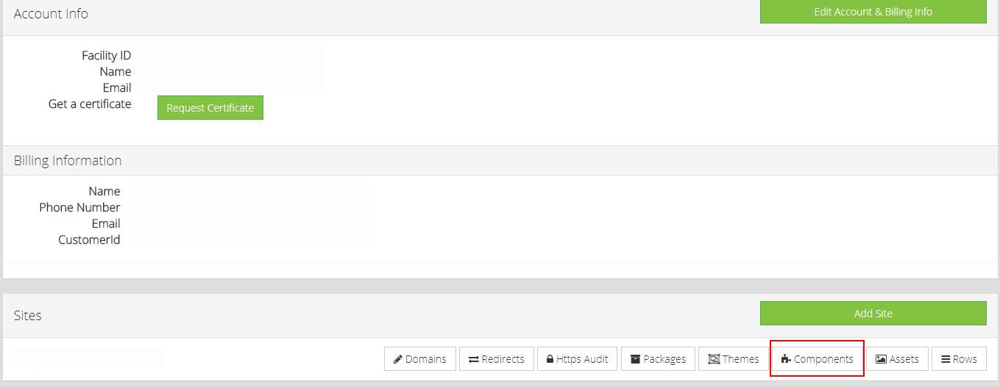 Account Info
Edit Account & Billing Info
Facility ID
Name
Email
Get a certificate
Request Certificate
Billing Information
Name
Phone Number
Email
CustomerId
Sites
Add Site
Domains Redirects Https Audit Packages Themes Components Assets Rows